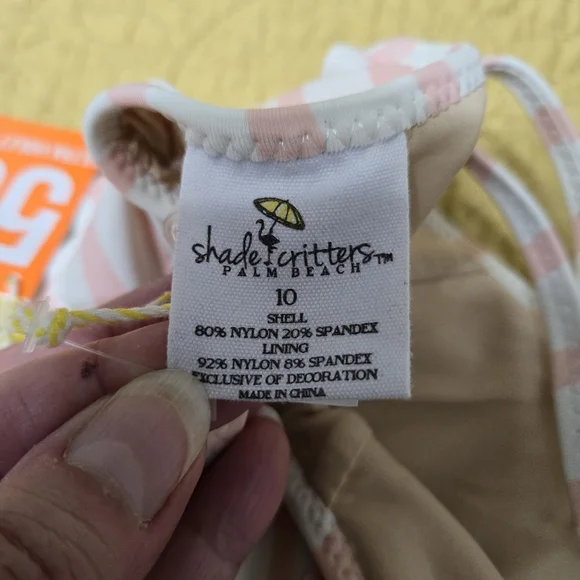 shade critters™
PALM BEACH
10
SHELL
80% NYLON 20% SPANDEX
LINING
92% NYLON 8% SPANDEX
EXCLUSIVE OF DECORATION
MADE IN CHINA